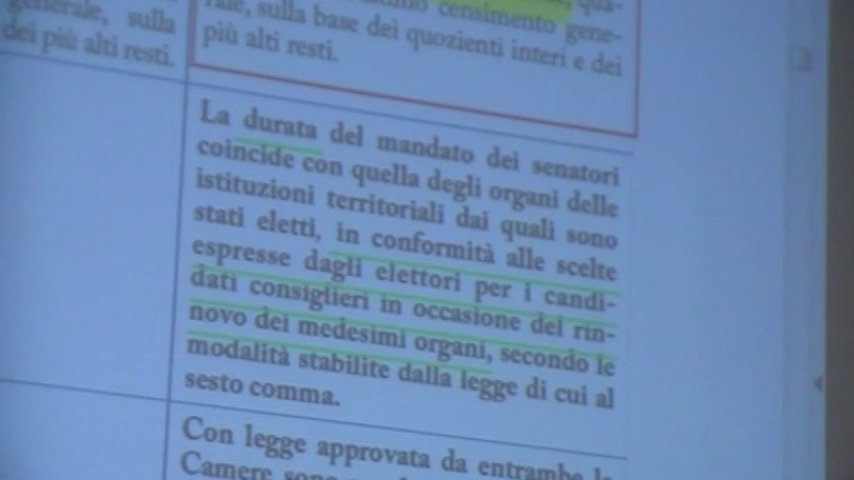 generale, sulla
dei più alti resti.
censimento gene-
rale, sulla base dei quozienti interi e dei
più alti resti.
La durata del mandato dei senatori
coincide con quella degli organi delle
istituzioni territoriali dai quali sono
stati eletti, in conformità alle scelte
espresse dagli elettori per i candi-
dati consiglieri in occasione del rin-
novo dei medesimi organi, secondo le
modalità stabilite dalla legge di cui al
sesto comma.
Con legge approvata da entrambe le
Camere sono